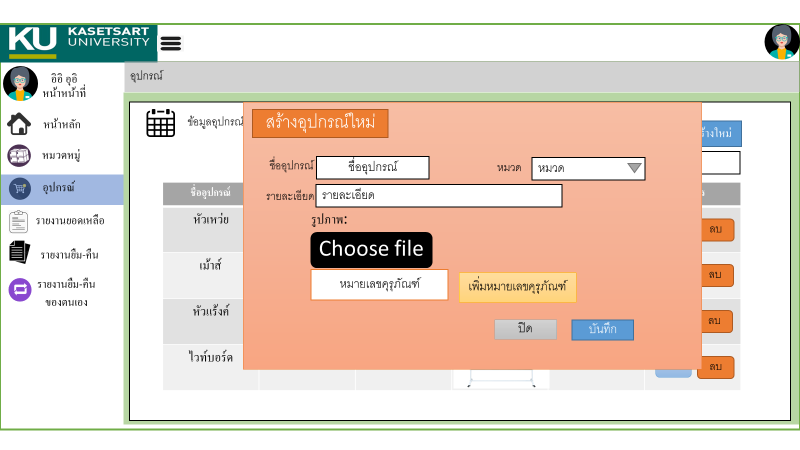 KU KASETSART
UNIVERSITY
อิอิ อุอิ
หน้าหน้าที่
หน้าหลัก
หมวดหมู่
อุปกรณ์
รายงานยอดเหลือ
รายงานยืม-คืน
รายงานยืม-คืน
ของตนเอง
อุปกรณ์
ข้อมูลอุปกรณ์
สร้างอุปกรณ์ใหม่
ชื่ออุปกรณ์ ชื่ออุปกรณ์ หมวด หมวด
รายละเอียด รายละเอียด
รูปภาพ:
Choose file
หมายเลขคุรุภัณฑ์ เพิ่มหมายเลขคุรุภัณฑ์
ปิด บันทึก
ชื่ออุปกรณ์
หัวเหว่ย ลบ
เม้าส์ ลบ
หัวแร้งค์ ลบ
ไวท์บอร์ด ลบ